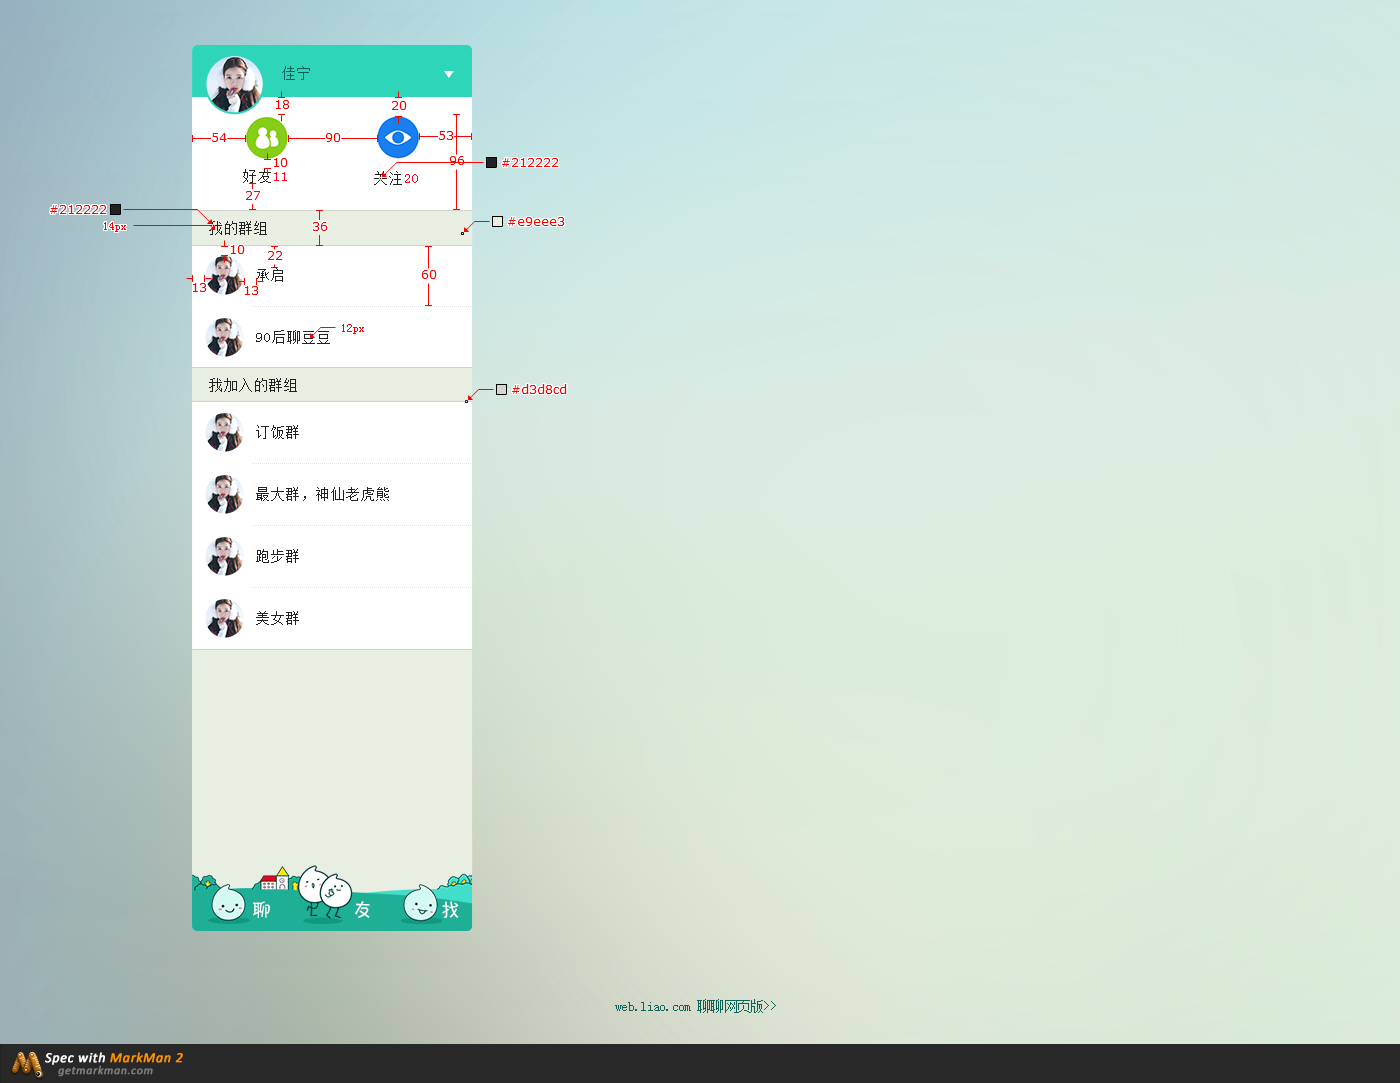 佳宁
18
20
54
90
53
10
96
#212222
好友11
关注20
27
#212222
14px
我的群组
36
#e9eee3
10
22
承启
60
13
13
90后聊豆豆
12px
我加入的群组
#d3d8cd
订饭群
最大群，神仙老虎熊
跑步群
美女群
聊
友
找
web.liao.com 聊聊网页版>>
Spec with MarkMan 2
getmarkman.com